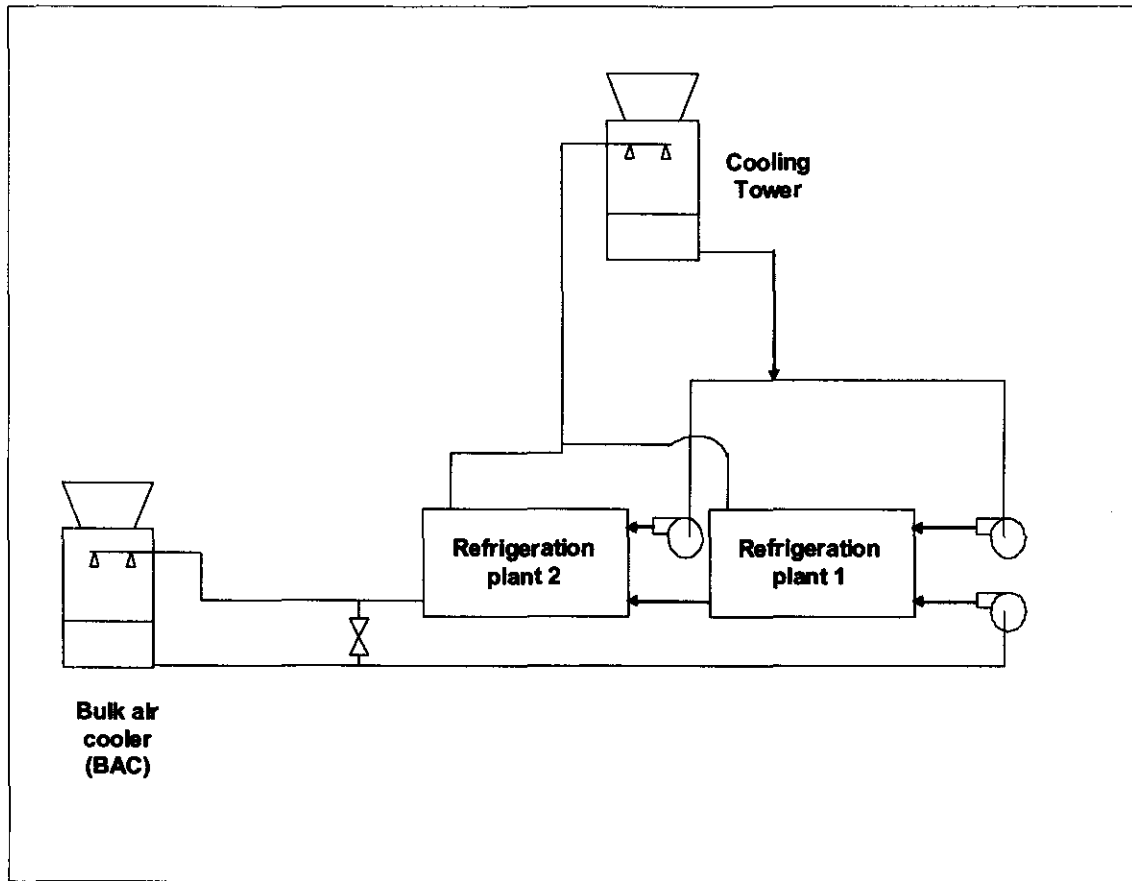 Cooling
Tower
Refrigeration
plant 2
Refrigeration
plant 1
Bulk air
cooler
(BAC)